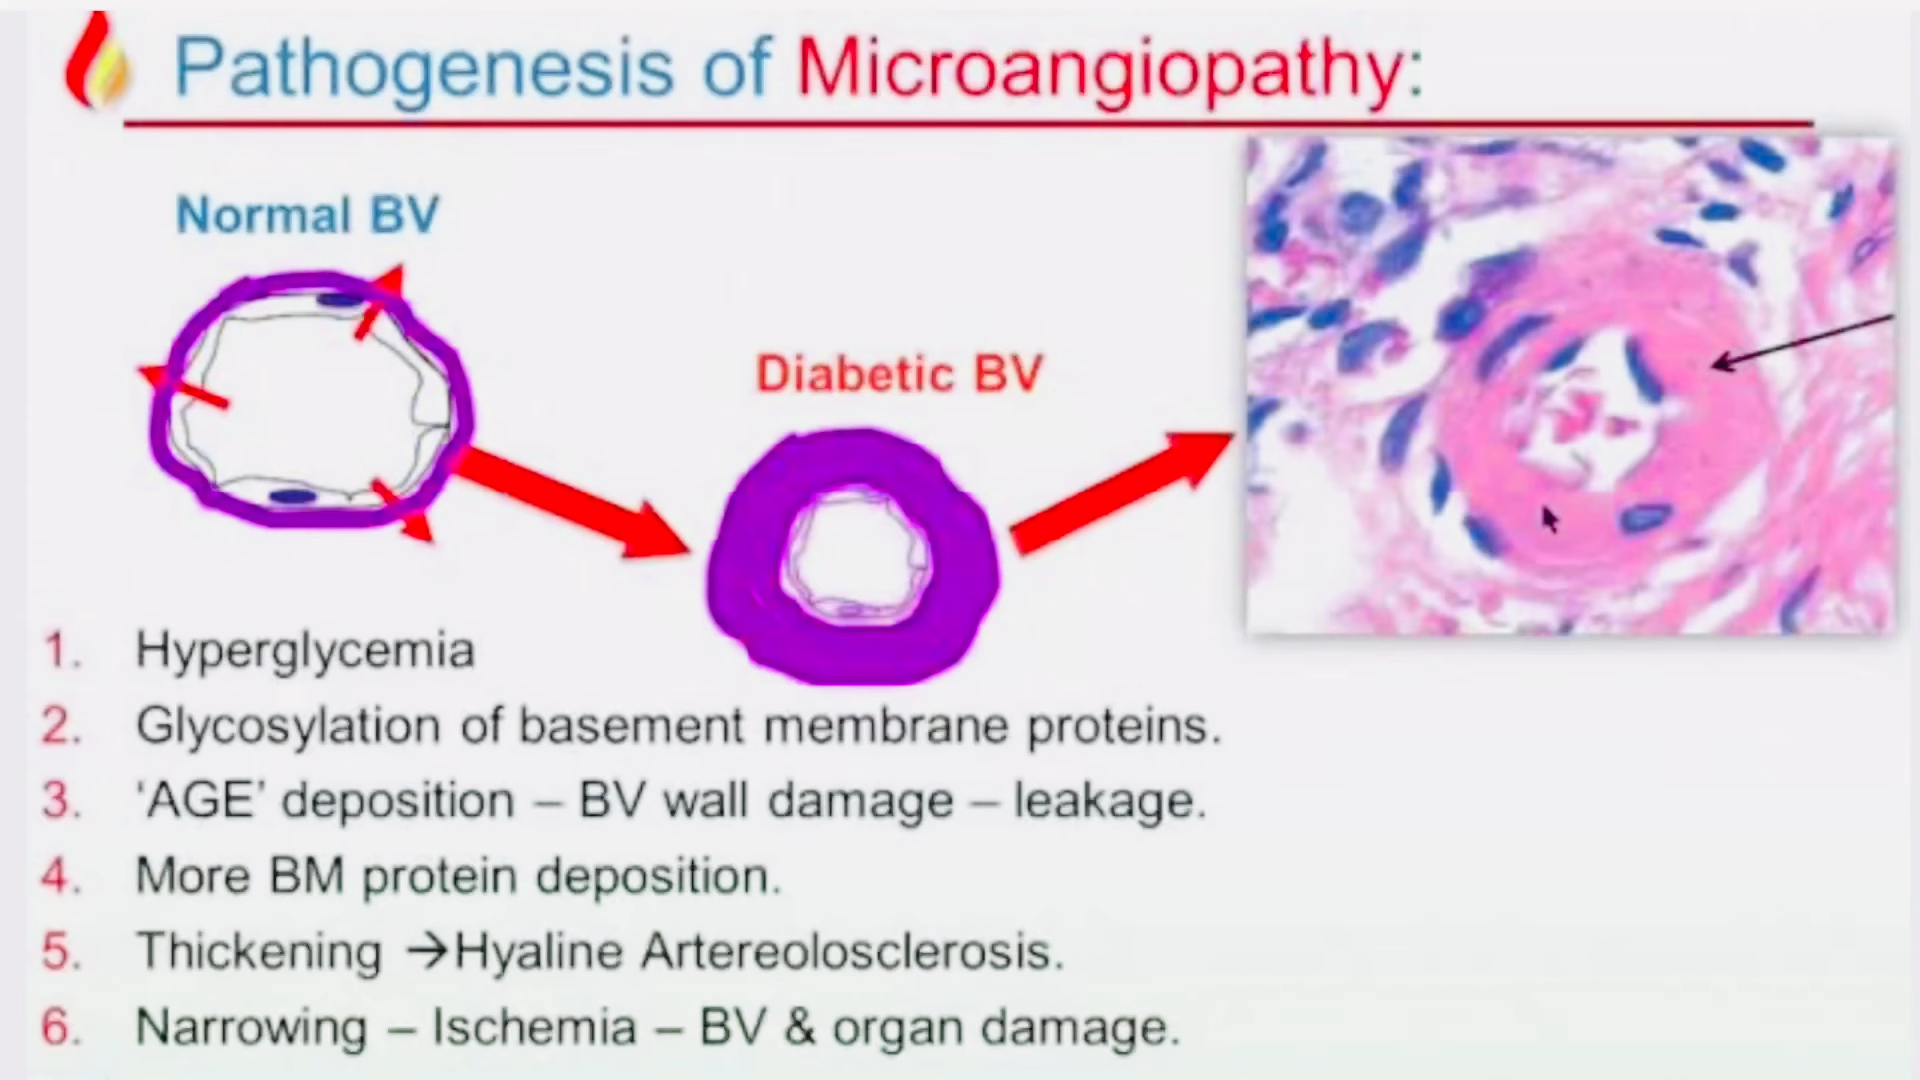 Pathogenesis of Microangiopathy:
Normal BV
Diabetic BV
1. Hyperglycemia
2. Glycosylation of basement membrane proteins.
3. ‘AGE’ deposition – BV wall damage – leakage.
4. More BM protein deposition.
5. Thickening →Hyaline Artereolosclerosis.
6. Narrowing – Ischemia – BV & organ damage.